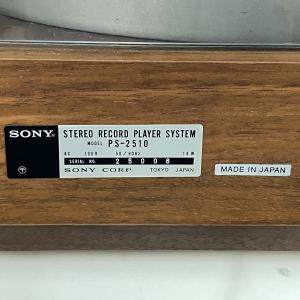 SONY
STEREO RECORD PLAYER SYSTEM
MODEL PS-2510
AC 100V 50/60Hz 14W
SERIAL NO. 25006
SONY CORP TOKYO JAPAN
MADE IN JAPAN